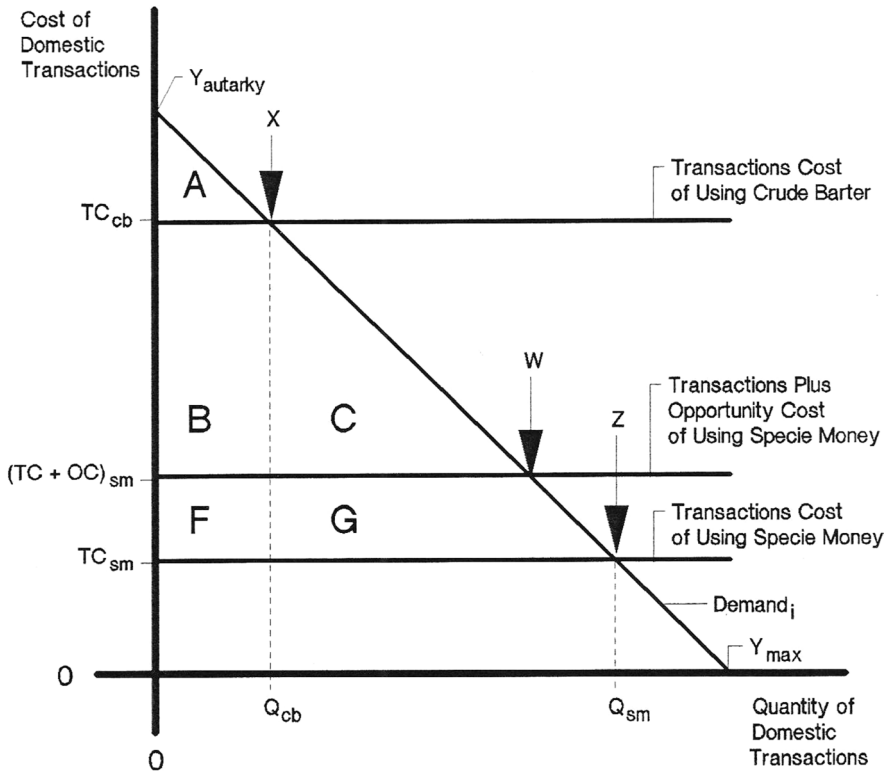 Cost of
Domestic
Transactions
Yautarky
X
A
Transactions Cost
of Using Crude Barter
TCcb
W
Transactions Plus
Opportunity Cost
of Using Specie Money
B
C
Z
(TC + OC)sm
F
G
Transactions Cost
of Using Specie Money
TCsm
Demandi
Ymax
0
Qcb
Qsm
Quantity of
Domestic
Transactions
0